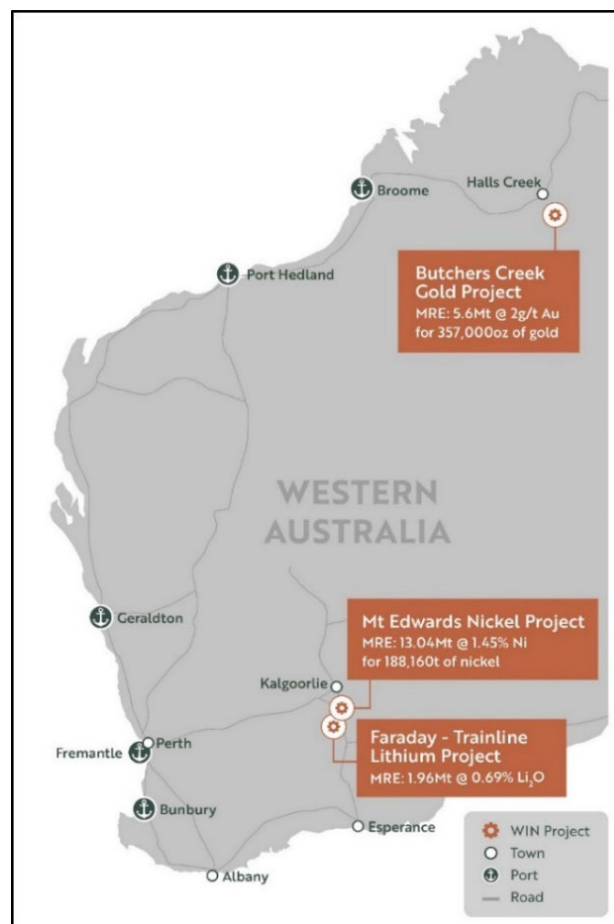 Halls Creek
Broome
Butchers Creek
Gold Project
MRE: 5.6Mt @ 2g/t Au
for 357,000oz of gold
Port Hedland
WESTERN
AUSTRALIA
Mt Edwards Nickel Project
MRE: 13.04Mt @ 1.45% Ni
for 188,160t of nickel
Geraldton
Kalgoorlie
Faraday - Trainline
Lithium Project
MRE: 1.96Mt @ 0.69% Li₂O
Perth
Fremantle
Bunbury
Esperance
Albany
WIN Project
Town
Port
Road